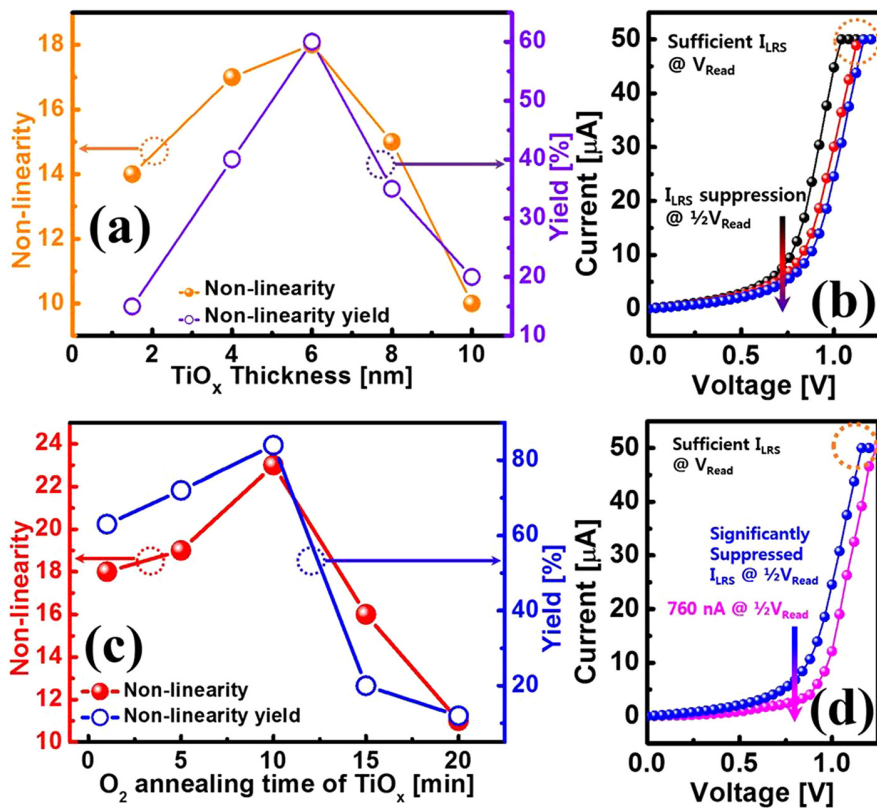 18
16
14
12
10
Non-linearity
60
50
40
30
20
10
Yield [%]
(a)
Non-linearity
Non-linearity yield
0
2
4
6
8
10
TiOx Thickness [nm]
50
40
30
20
10
0
Current [μA]
Sufficient ILRS
@ VRead
ILRS suppression
@ ½VRead
(b)
0.0
0.5
1.0
Voltage [V]
24
22
20
18
16
14
12
10
Non-linearity
80
60
40
20
Yield [%]
(c)
Non-linearity
Non-linearity yield
0
5
10
15
20
O2 annealing time of TiOx [min]
50
40
30
20
10
0
Current [μA]
Sufficient ILRS
@ VRead
Significantly
Suppressed
ILRS @ ½VRead
760 nA @ ½VRead
(d)
0.0
0.5
1.0
Voltage [V]